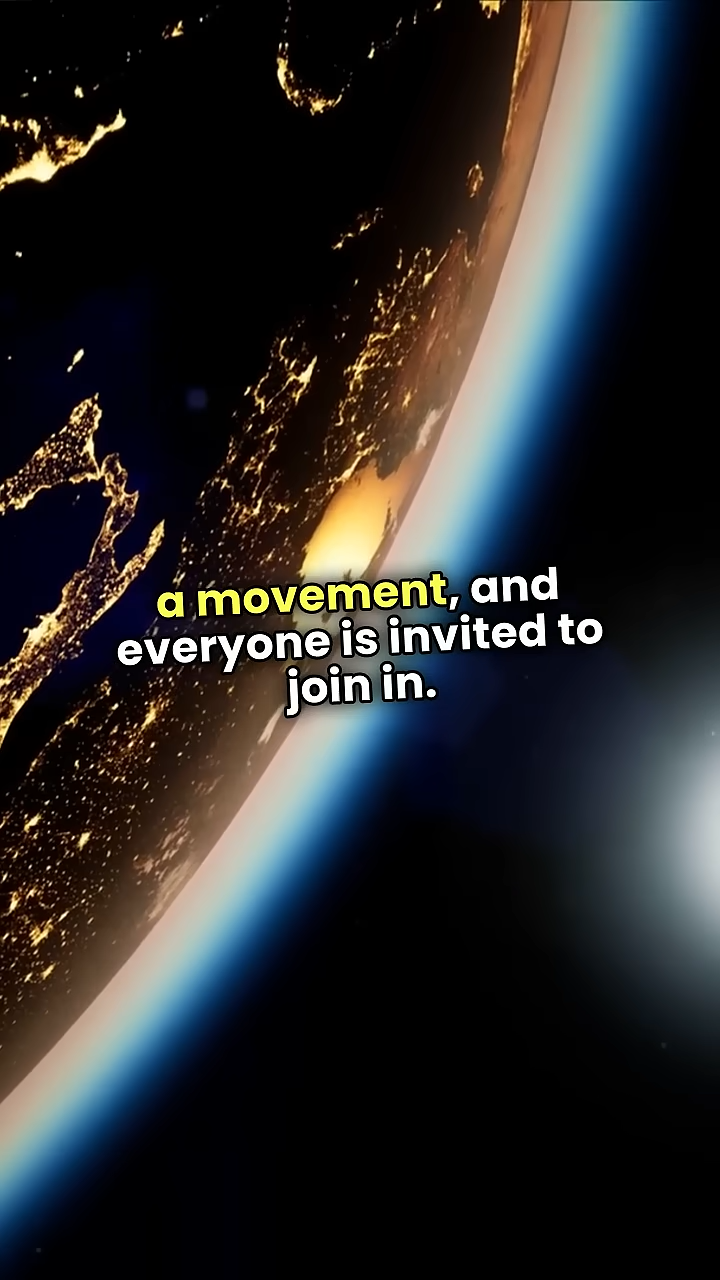 a movement, and
everyone is invited to
join in.